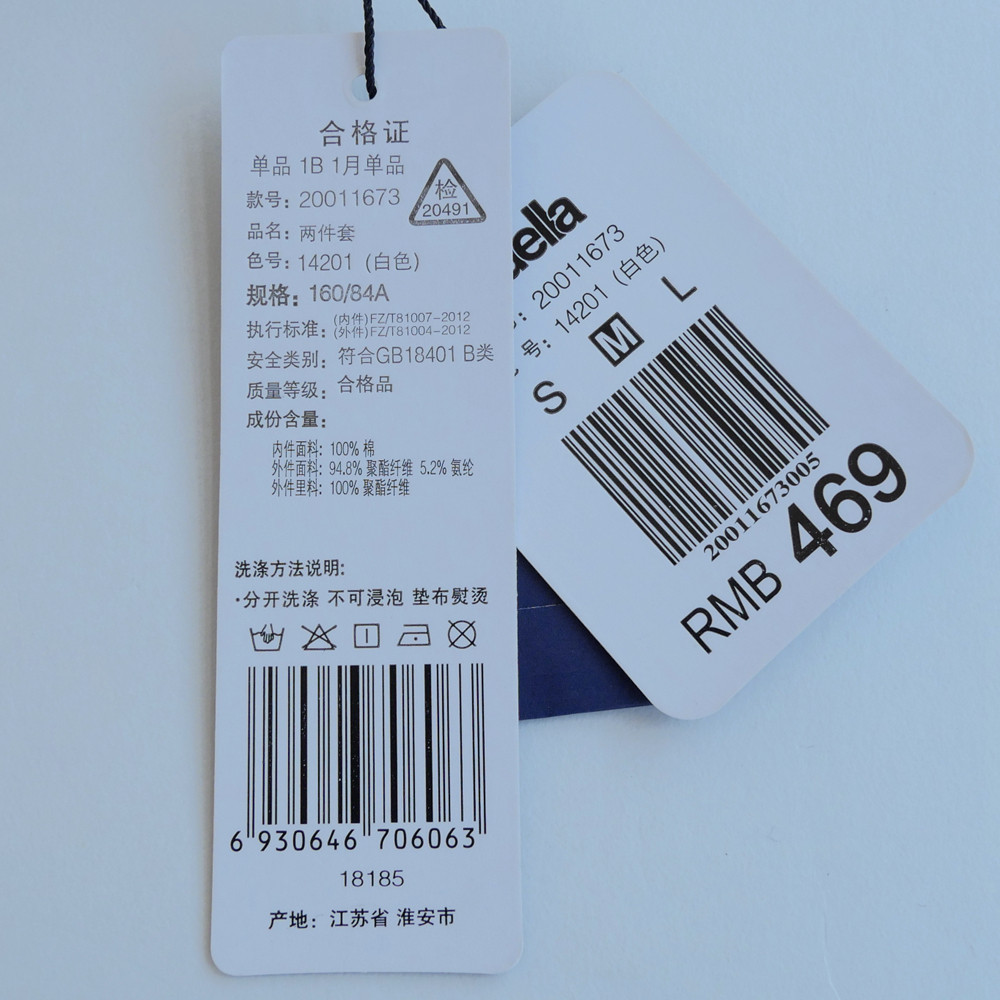 合格证
单品 1B 1月单品
款号: 20011673
检
20491
品名: 两件套
色号: 14201 (白色)
规格: 160/84A
执行标准: (内件)FZ/T81007-2012
(外件)FZ/T81004-2012
安全类别: 符合GB18401 B类
质量等级: 合格品
成份含量:
内件面料: 100% 棉
外件面料: 94.8% 聚酯纤维 5.2% 氨纶
外件里料: 100% 聚酯纤维
洗涤方法说明:
·分开洗涤 不可浸泡 垫布熨烫
6 930646 706063
18185
产地: 江苏省 淮安市
ella
: 20011673
号: 14201 (白色)
S M L
20011673005
RMB 469